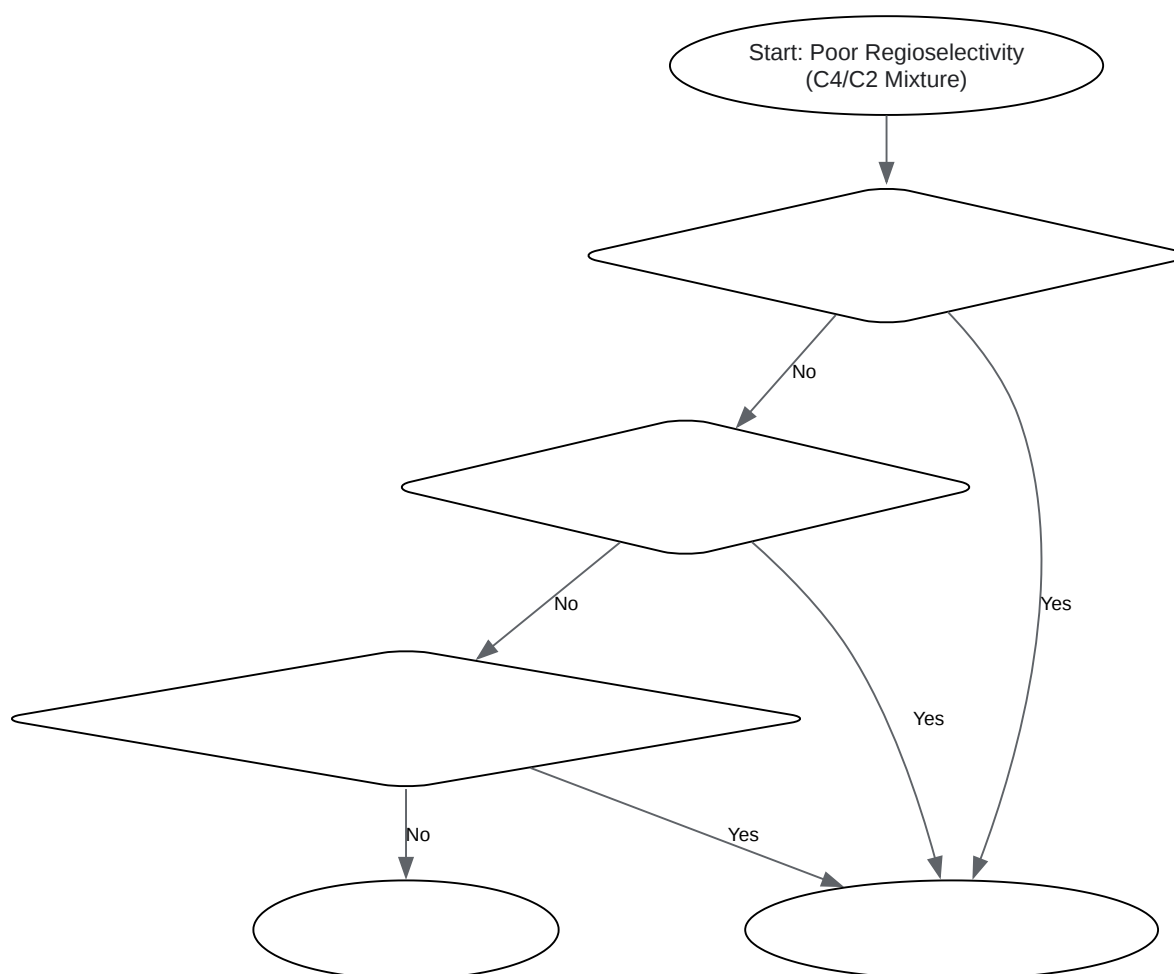 Start: Poor Regioselectivity
(C4/C2 Mixture)
No
No
Yes
Yes
No
Yes